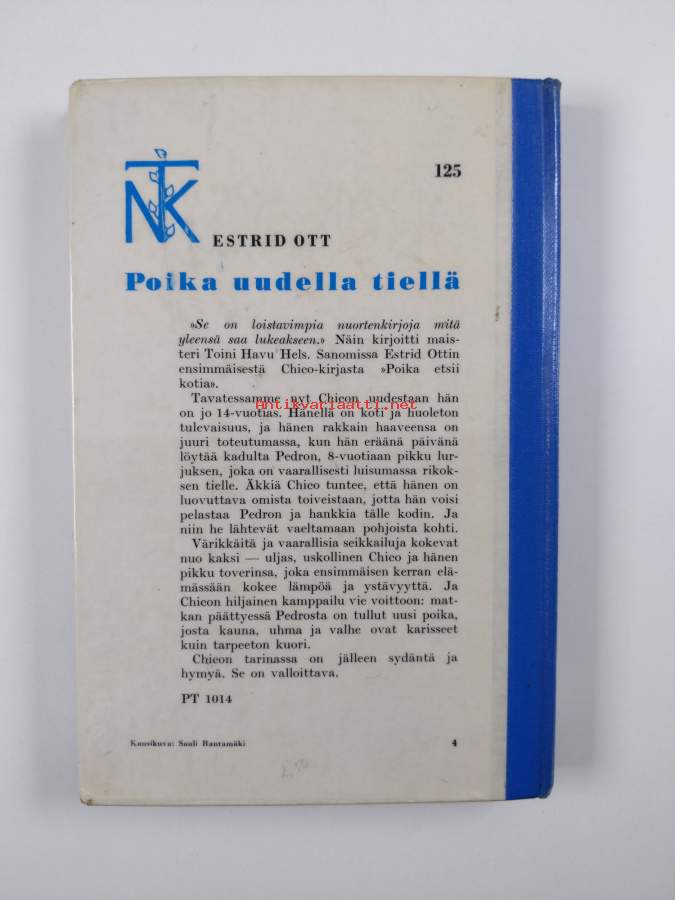 NTK
125
ESTRID OTT
Poika uudella tiellä
»Se on loistavimpia nuortenkirjoja mitä
yleensä saa lukeakseen.» Näin kirjoitti mais-
teri Toini Havu Hels. Sanomissa Estrid Ottin
ensimmäisestä Chico-kirjasta »Poika etsii
kotia».
Tavatessamme nyt Chicon uudestaan hän
on jo 14-vuotias. Hänellä on koti ja huoleton
Antikvariaatti.net
tulevaisuus, ja hänen rakkain haaveensa on
juuri toteutumassa, kun hän eräänä päivänä
löytää kadulta Pedron, 8-vuotiaan pikku lur-
juksen, joka on vaarallisesti luisumassa rikok-
sen tielle. Äkkiä Chico tuntee, että hänen on
luovuttava omista toiveistaan, jotta hän voisi
pelastaa Pedron ja hankkia tälle kodin. Ja
niin he lähtevät vaeltamaan pohjoista kohti.
Värikkäitä ja vaarallisia seikkailuja kokevat
nuo kaksi — uljas, uskollinen Chico ja hänen
pikku toverinsa, joka ensimmäisen kerran elä-
mässään kokee lämpöä ja ystävyyttä. Ja
Chicon hiljainen kamppailu vie voittoon: mat-
kan päättyessä Pedrosta on tullut uusi poika,
josta kauna, uhma ja valhe ovat karisseet
kuin tarpeeton kuori.
Chicon tarinassa on jälleen sydäntä ja
hymyä. Se on valloittava.
PT 1014
Kansikuva: Sauli Rantamäki
4